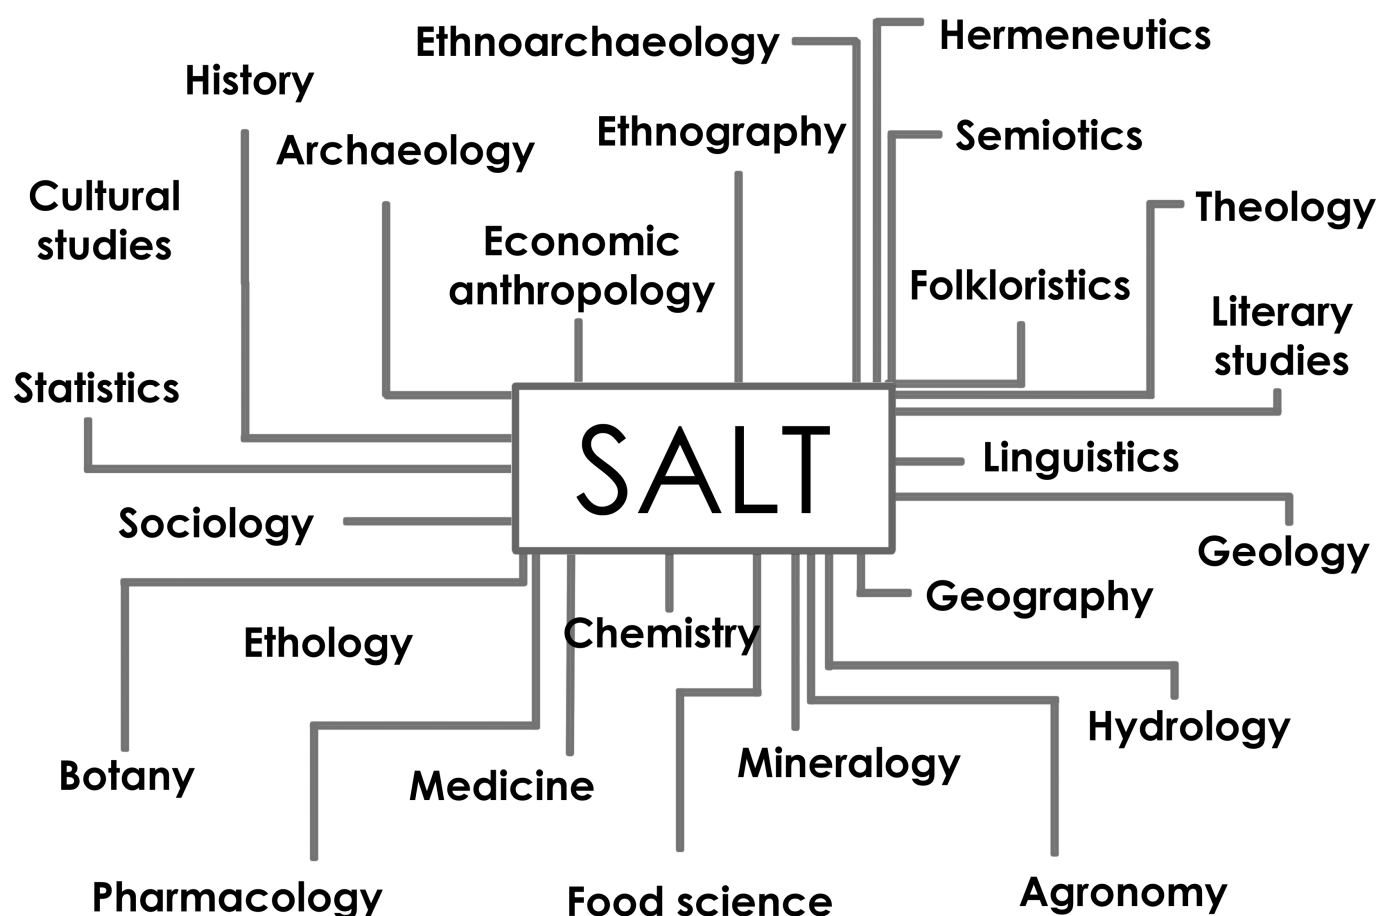 Ethnoarchaeology
Hermeneutics
History
Archaeology
Ethnography
Semiotics
Cultural
studies
Theology
Economic
anthropology
Folkloristics
Literary
studies
Statistics
SALT
Linguistics
Sociology
Geology
Geography
Ethology
Chemistry
Hydrology
Botany
Medicine
Mineralogy
Pharmacology
Food science
Agronomy